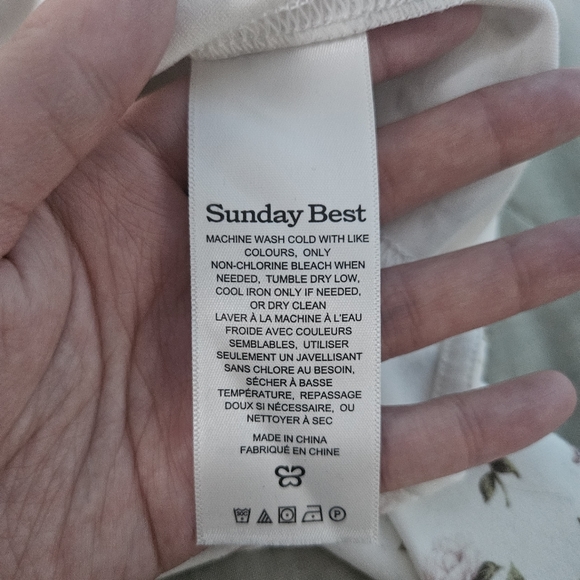 Sunday Best
MACHINE WASH COLD WITH LIKE
COLOURS, ONLY
NON-CHLORINE BLEACH WHEN
NEEDED, TUMBLE DRY LOW,
COOL IRON ONLY IF NEEDED,
OR DRY CLEAN
LAVER À LA MACHINE À L'EAU
FROIDE AVEC COULEURS
SEMBLABLES, UTILISER
SEULEMENT UN JAVELLISANT
SANS CHLORE AU BESOIN,
SÉCHER À BASSE
TEMPÉRATURE, REPASSAGE
DOUX SI NÉCESSAIRE, OU
NETTOYER À SEC
MADE IN CHINA
FABRIQUÉ EN CHINE
30C P